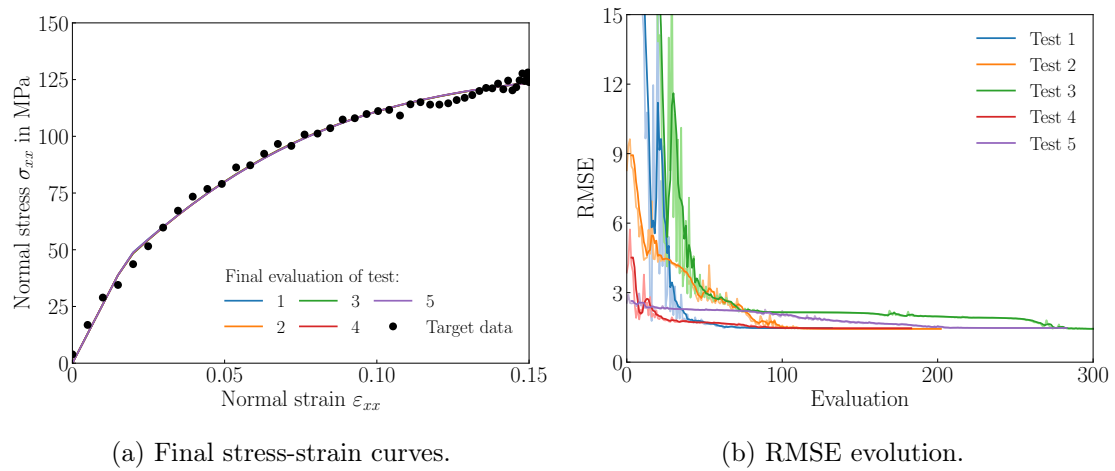 150
125
100
75
50
25
0
Normal stress σxx in MPa
0
0.05
0.10
0.15
Normal strain εxx
Final evaluation of test:
1 3 5
2 4 Target data
15
12
9
6
3
0
RMSE
0
100
200
300
Evaluation
Test 1
Test 2
Test 3
Test 4
Test 5
(a) Final stress-strain curves.
(b) RMSE evolution.